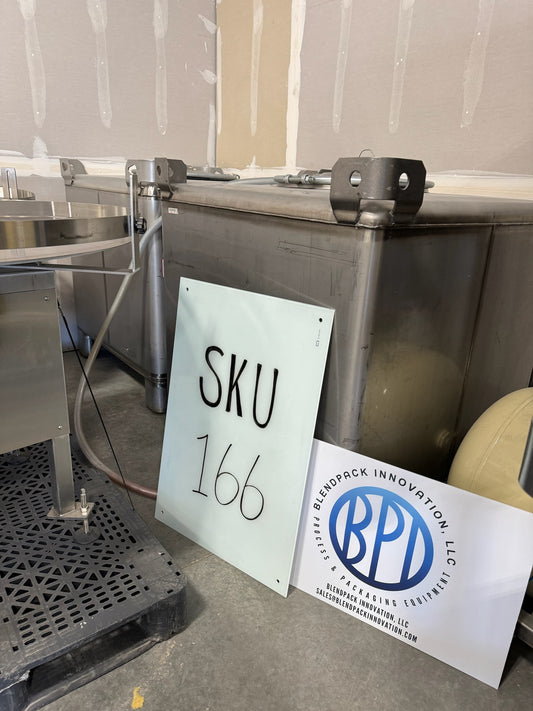 SKU
166
BLENDPACK INNOVATION, LLC
PROCESS & PACKAGING EQUIPMENT
BPI
BLENDPACK INNOVATION, LLC
SALES@BLENDPACKINNOVATION.COM